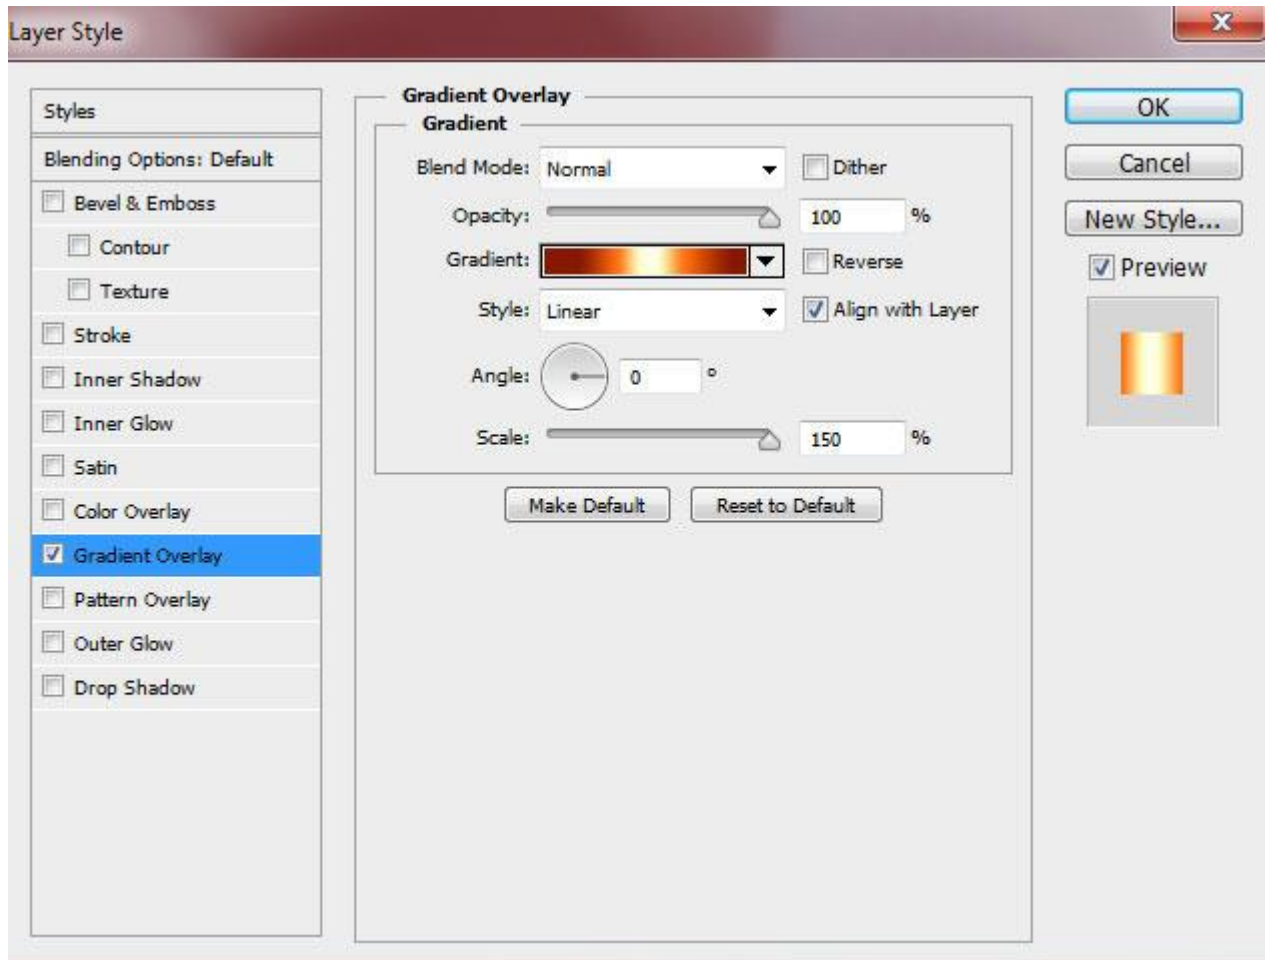 Layer Style
Styles
Blending Options: Default
Bevel & Emboss
Contour
Texture
Stroke
Inner Shadow
Inner Glow
Satin
Color Overlay
Gradient Overlay
Pattern Overlay
Outer Glow
Drop Shadow
Gradient Overlay
Gradient
Blend Mode: Normal Dither
Opacity: 100 %
Gradient: Reverse
Style: Linear Align with Layer
Angle: 0 °
Scale: 150 %
Make Default Reset to Default
OK
Cancel
New Style...
Preview